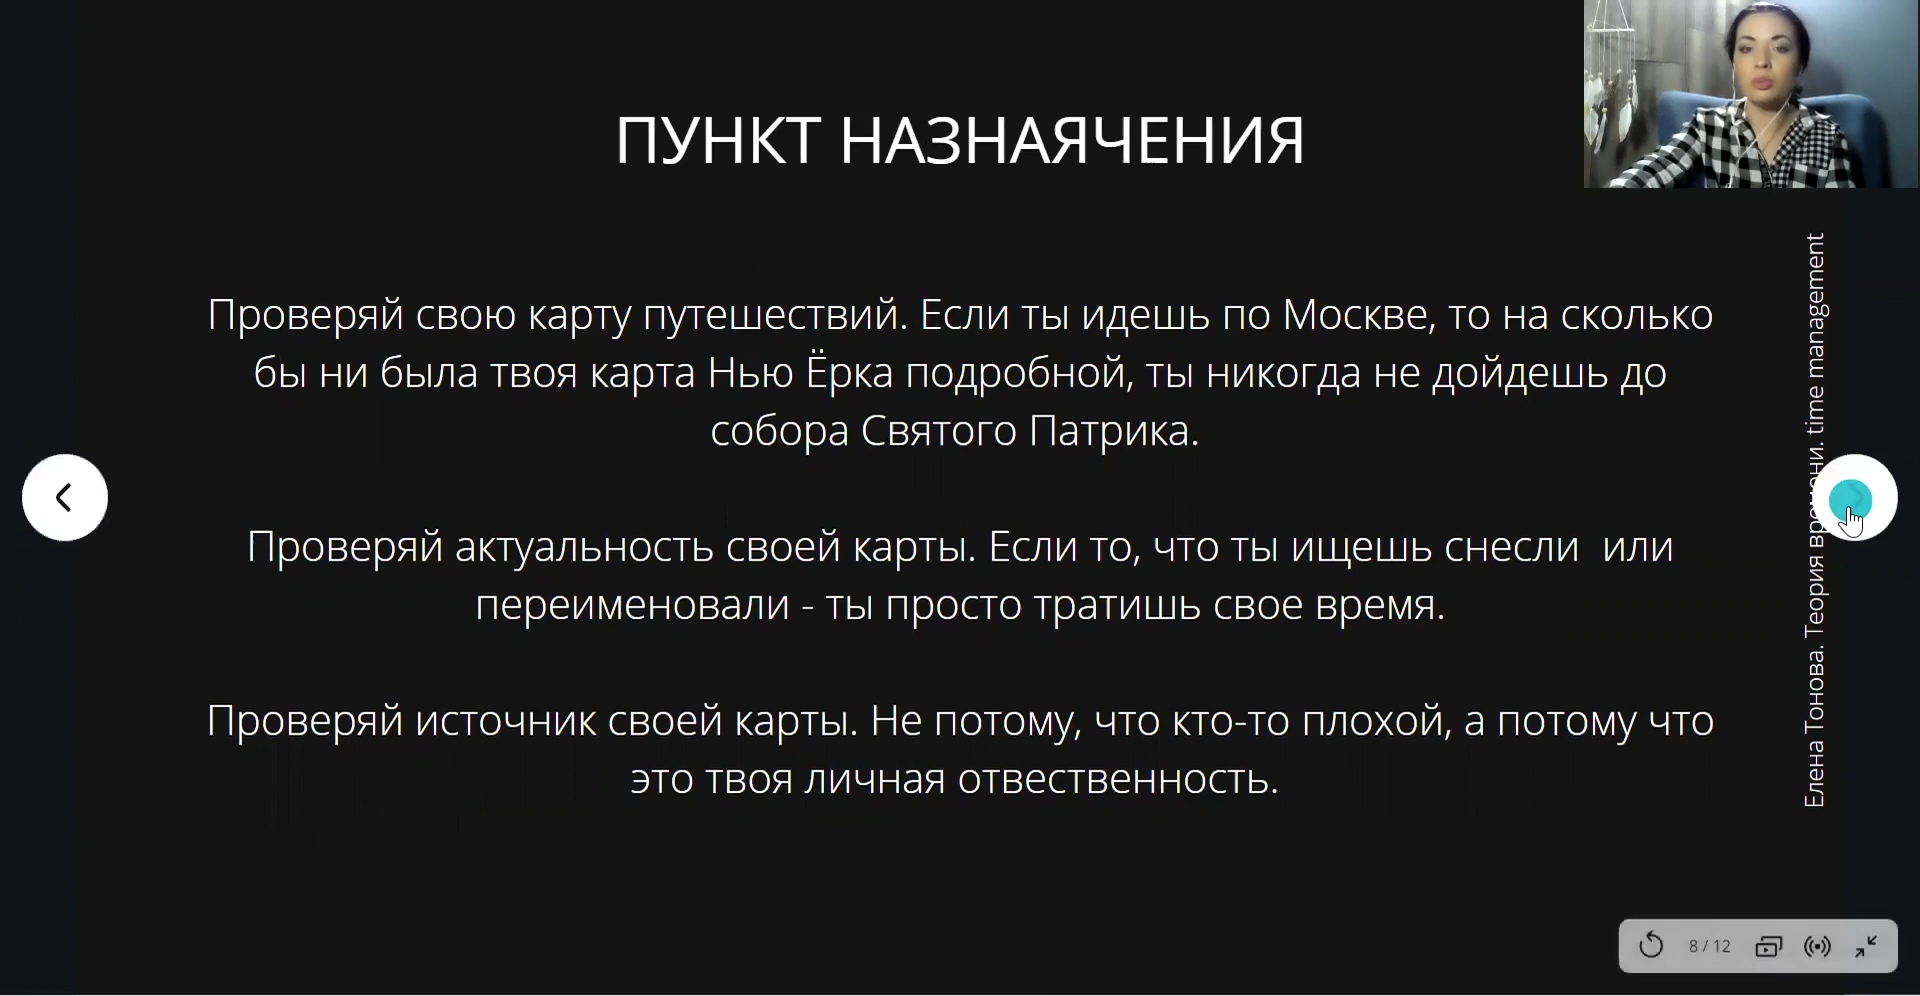 ПУНКТ НАЗНАЯЧЕНИЯ
Проверяй свою карту путешествий. Если ты идешь по Москве, то на сколько
бы ни была твоя карта Нью Ёрка подробной, ты никогда не дойдешь до
собора Святого Патрика.
Проверяй актуальность своей карты. Если то, что ты ищешь снесли или
переименовали - ты просто тратишь свое время.
Проверяй источник своей карты. Не потому, что кто-то плохой, а потому что
это твоя личная отвественность.
Елена Тонова. Теория времени. time management
8 / 12